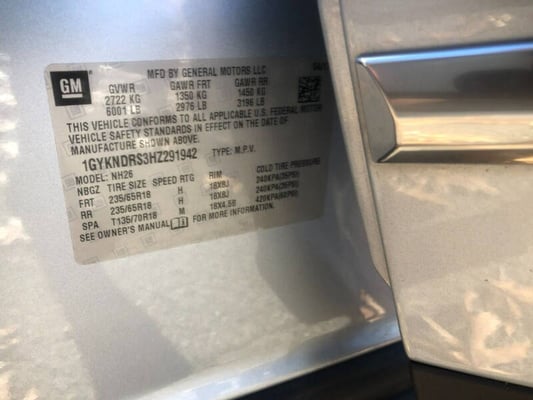 GM
MFD BY GENERAL MOTORS LLC
GVWR GAWR FRT GAWR RR
2722 KG 1350 KG 1450 KG
6001 LB 2976 LB 3196 LB
THIS VEHICLE CONFORMS TO ALL APPLICABLE U.S. FEDERAL MOTOR
VEHICLE SAFETY STANDARDS IN EFFECT ON THE DATE OF
MANUFACTURE SHOWN ABOVE.
1GYKNDRS3HZ291942 TYPE: M.P.V.
MODEL: NH26
NBGZ TIRE SIZE SPEED RTG RIM COLD TIRE PRESSURE
FRT 235/65R18 H 18X8J 240KPA(35PSI)
RR 235/65R18 H 18X8J 240KPA(35PSI)
SPA T135/70R18 M 18X4.5B 420KPA(60PSI)
SEE OWNER'S MANUAL FOR MORE INFORMATION.